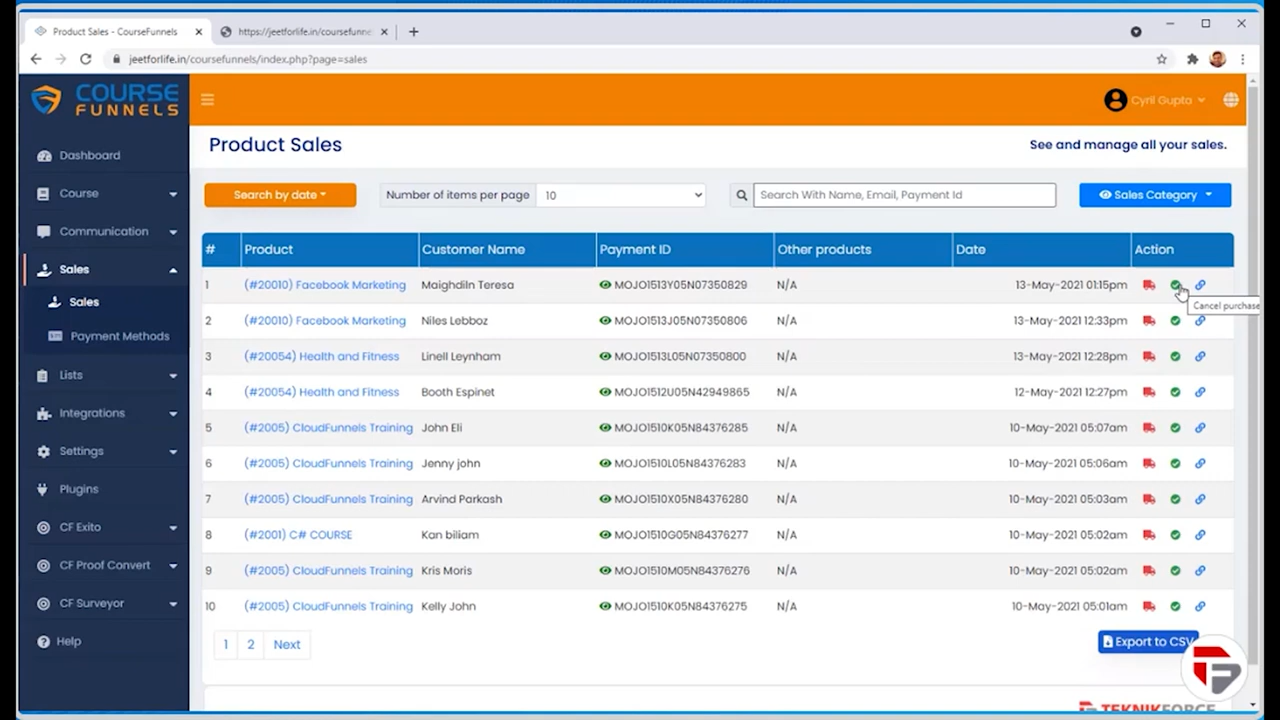 Product Sales - CourseFunnels
https://jeetforlife.in/coursefunne
jeetforlife.in/coursefunnels/index.php?page=sales
COURSE
FUNNELS
Cyril Gupta
Dashboard
Course
Communication
Sales
Sales
Payment Methods
Lists
Integrations
Settings
Plugins
CF Exito
CF Proof Convert
CF Surveyor
Help
Product Sales
See and manage all your sales.
Search by date
Number of items per page 10
Search With Name, Email, Payment Id
Sales Category
# Product Customer Name Payment ID Other products Date Action
1 (#20010) Facebook Marketing Maighdiln Teresa MOJO1513Y05N07350829 N/A 13-May-2021 01:15pm
Cancel purchase
2 (#20010) Facebook Marketing Niles Lebboz MOJO1513J05N07350806 N/A 13-May-2021 12:33pm
3 (#20054) Health and Fitness Linell Leynham MOJO1513L05N07350800 N/A 13-May-2021 12:28pm
4 (#20054) Health and Fitness Booth Espinet MOJO1512U05N42949865 N/A 12-May-2021 12:27pm
5 (#2005) CloudFunnels Training John Eli MOJO1510K05N84376285 N/A 10-May-2021 05:07am
6 (#2005) CloudFunnels Training Jenny john MOJO1510L05N84376283 N/A 10-May-2021 05:06am
7 (#2005) CloudFunnels Training Arvind Parkash MOJO1510X05N84376280 N/A 10-May-2021 05:03am
8 (#2001) C# COURSE Kan biliam MOJO1510G05N84376277 N/A 10-May-2021 05:02am
9 (#2005) CloudFunnels Training Kris Moris MOJO1510M05N84376276 N/A 10-May-2021 05:02am
10 (#2005) CloudFunnels Training Kelly John MOJO1510K05N84376275 N/A 10-May-2021 05:01am
1 2 Next
Export to CSV
TEKNIKFORCE